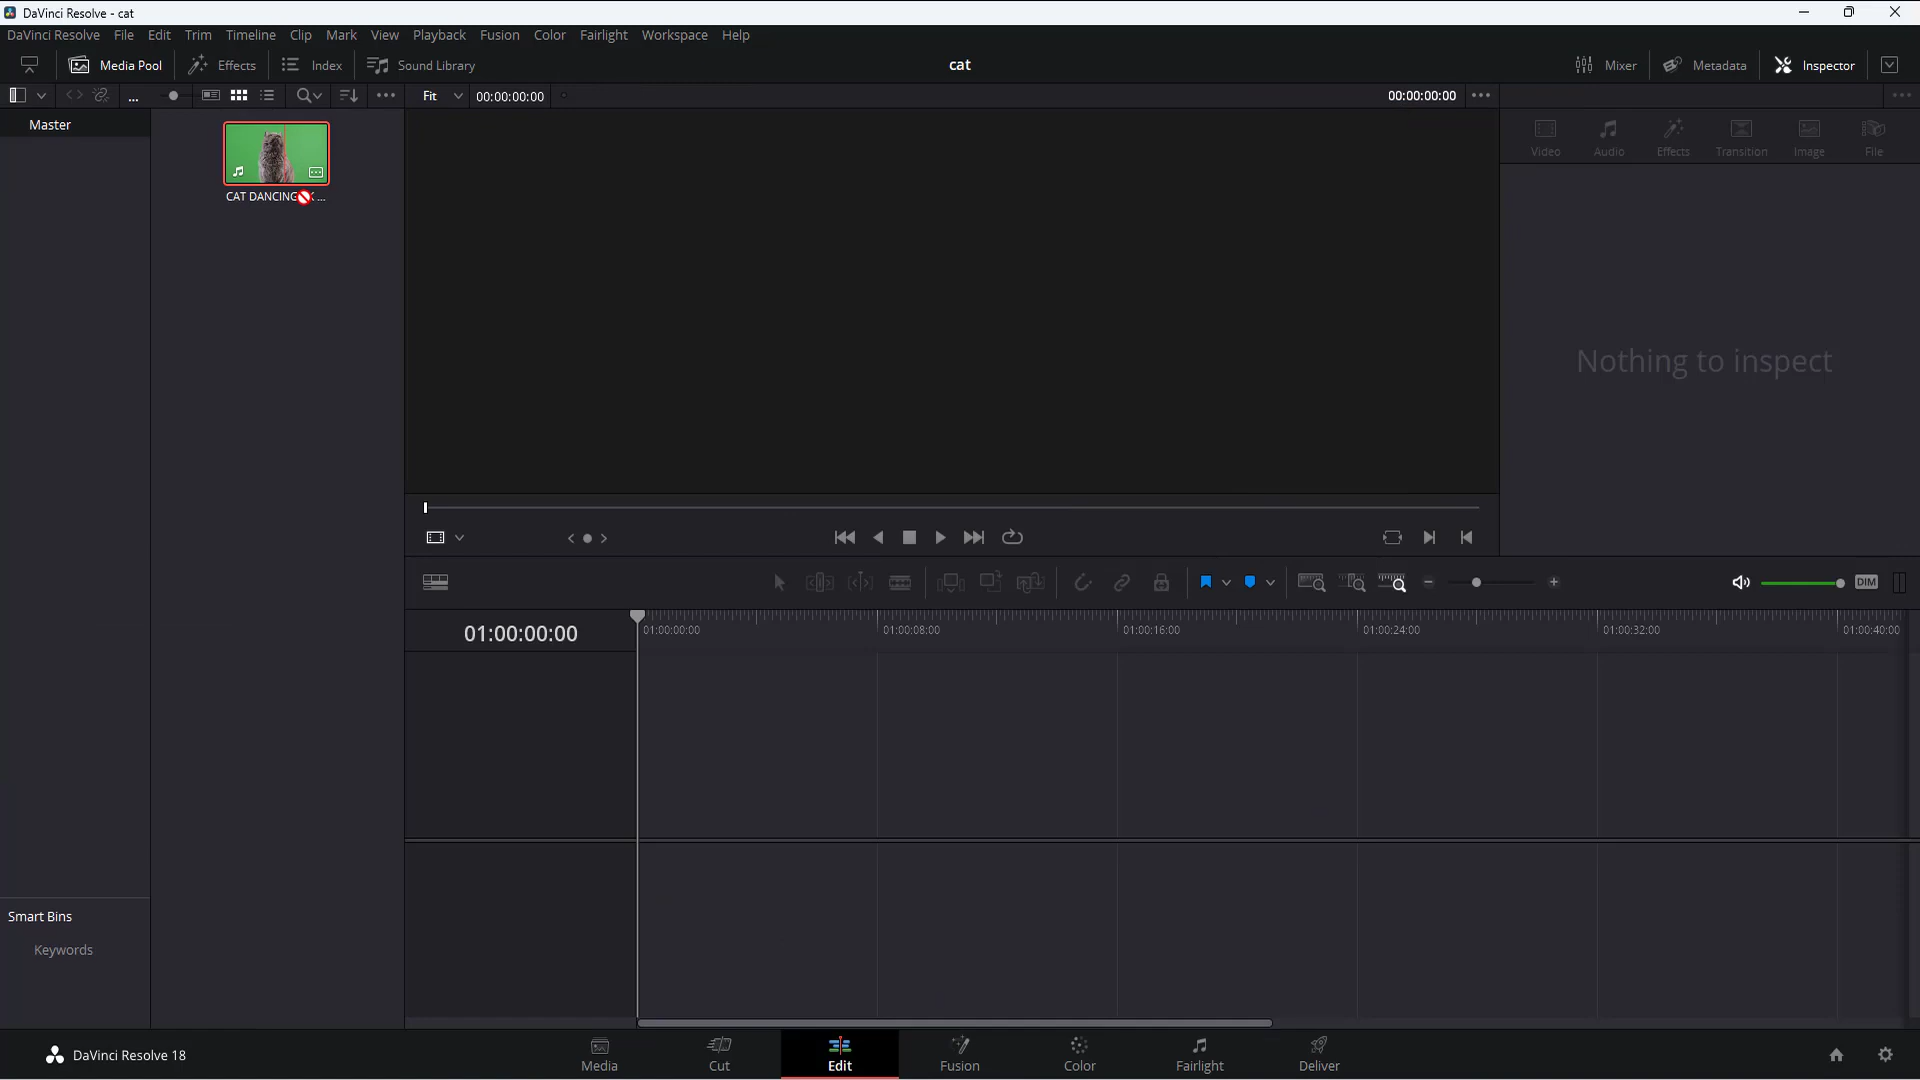 DaVinci Resolve - cat
DaVinci Resolve File Edit Trim Timeline Clip Mark View Playback Fusion Color Fairlight Workspace Help
Media Pool Effects Index Sound Library cat Mixer Metadata Inspector
... Fit 00:00:00:00 00:00:00:00
Master
CAT DANCING ...
Video Audio Effects Transition Image File
Nothing to inspect
DIM
01:00:00:00
01:00:00:00 01:00:08:00 01:00:16:00 01:00:24:00 01:00:32:00 01:00:40:00
Smart Bins
Keywords
DaVinci Resolve 18
Media Cut Edit Fusion Color Fairlight Deliver